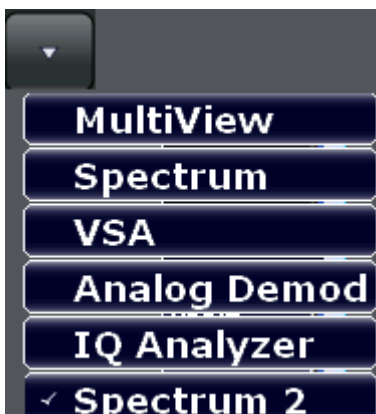 MultiView
Spectrum
VSA
Analog Demod
IQ Analyzer
Spectrum 2